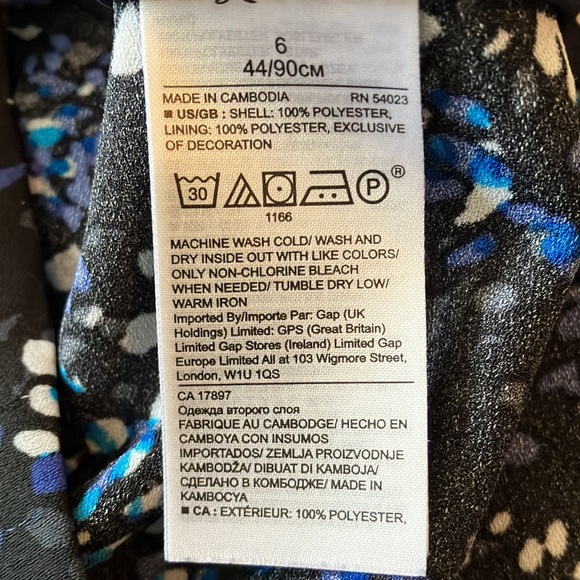 6
44/90CM
MADE IN CAMBODIA RN 54023
■ US/GB : SHELL: 100% POLYESTER,
LINING: 100% POLYESTER, EXCLUSIVE
OF DECORATION
30 P ®
1166
MACHINE WASH COLD/ WASH AND
DRY INSIDE OUT WITH LIKE COLORS/
ONLY NON-CHLORINE BLEACH
WHEN NEEDED/ TUMBLE DRY LOW/
WARM IRON
Imported By/Importe Par: Gap (UK
Holdings) Limited: GPS (Great Britain)
Limited Gap Stores (Ireland) Limited Gap
Europe Limited All at 103 Wigmore Street,
London, W1U 1QS
CA 17897
Одежда второго слоя
FABRIQUE AU CAMBODGE/ HECHO EN
CAMBOYA CON INSUMOS
IMPORTADOS/ ZEMLJA PROIZVODNJE
KAMBODŽA/ DIBUAT DI KAMBOJA/
СДЕЛАНО В КОМБОДЖЕ/ MADE IN
KAMBOCYA
■ CA : EXTÉRIEUR: 100% POLYESTER,